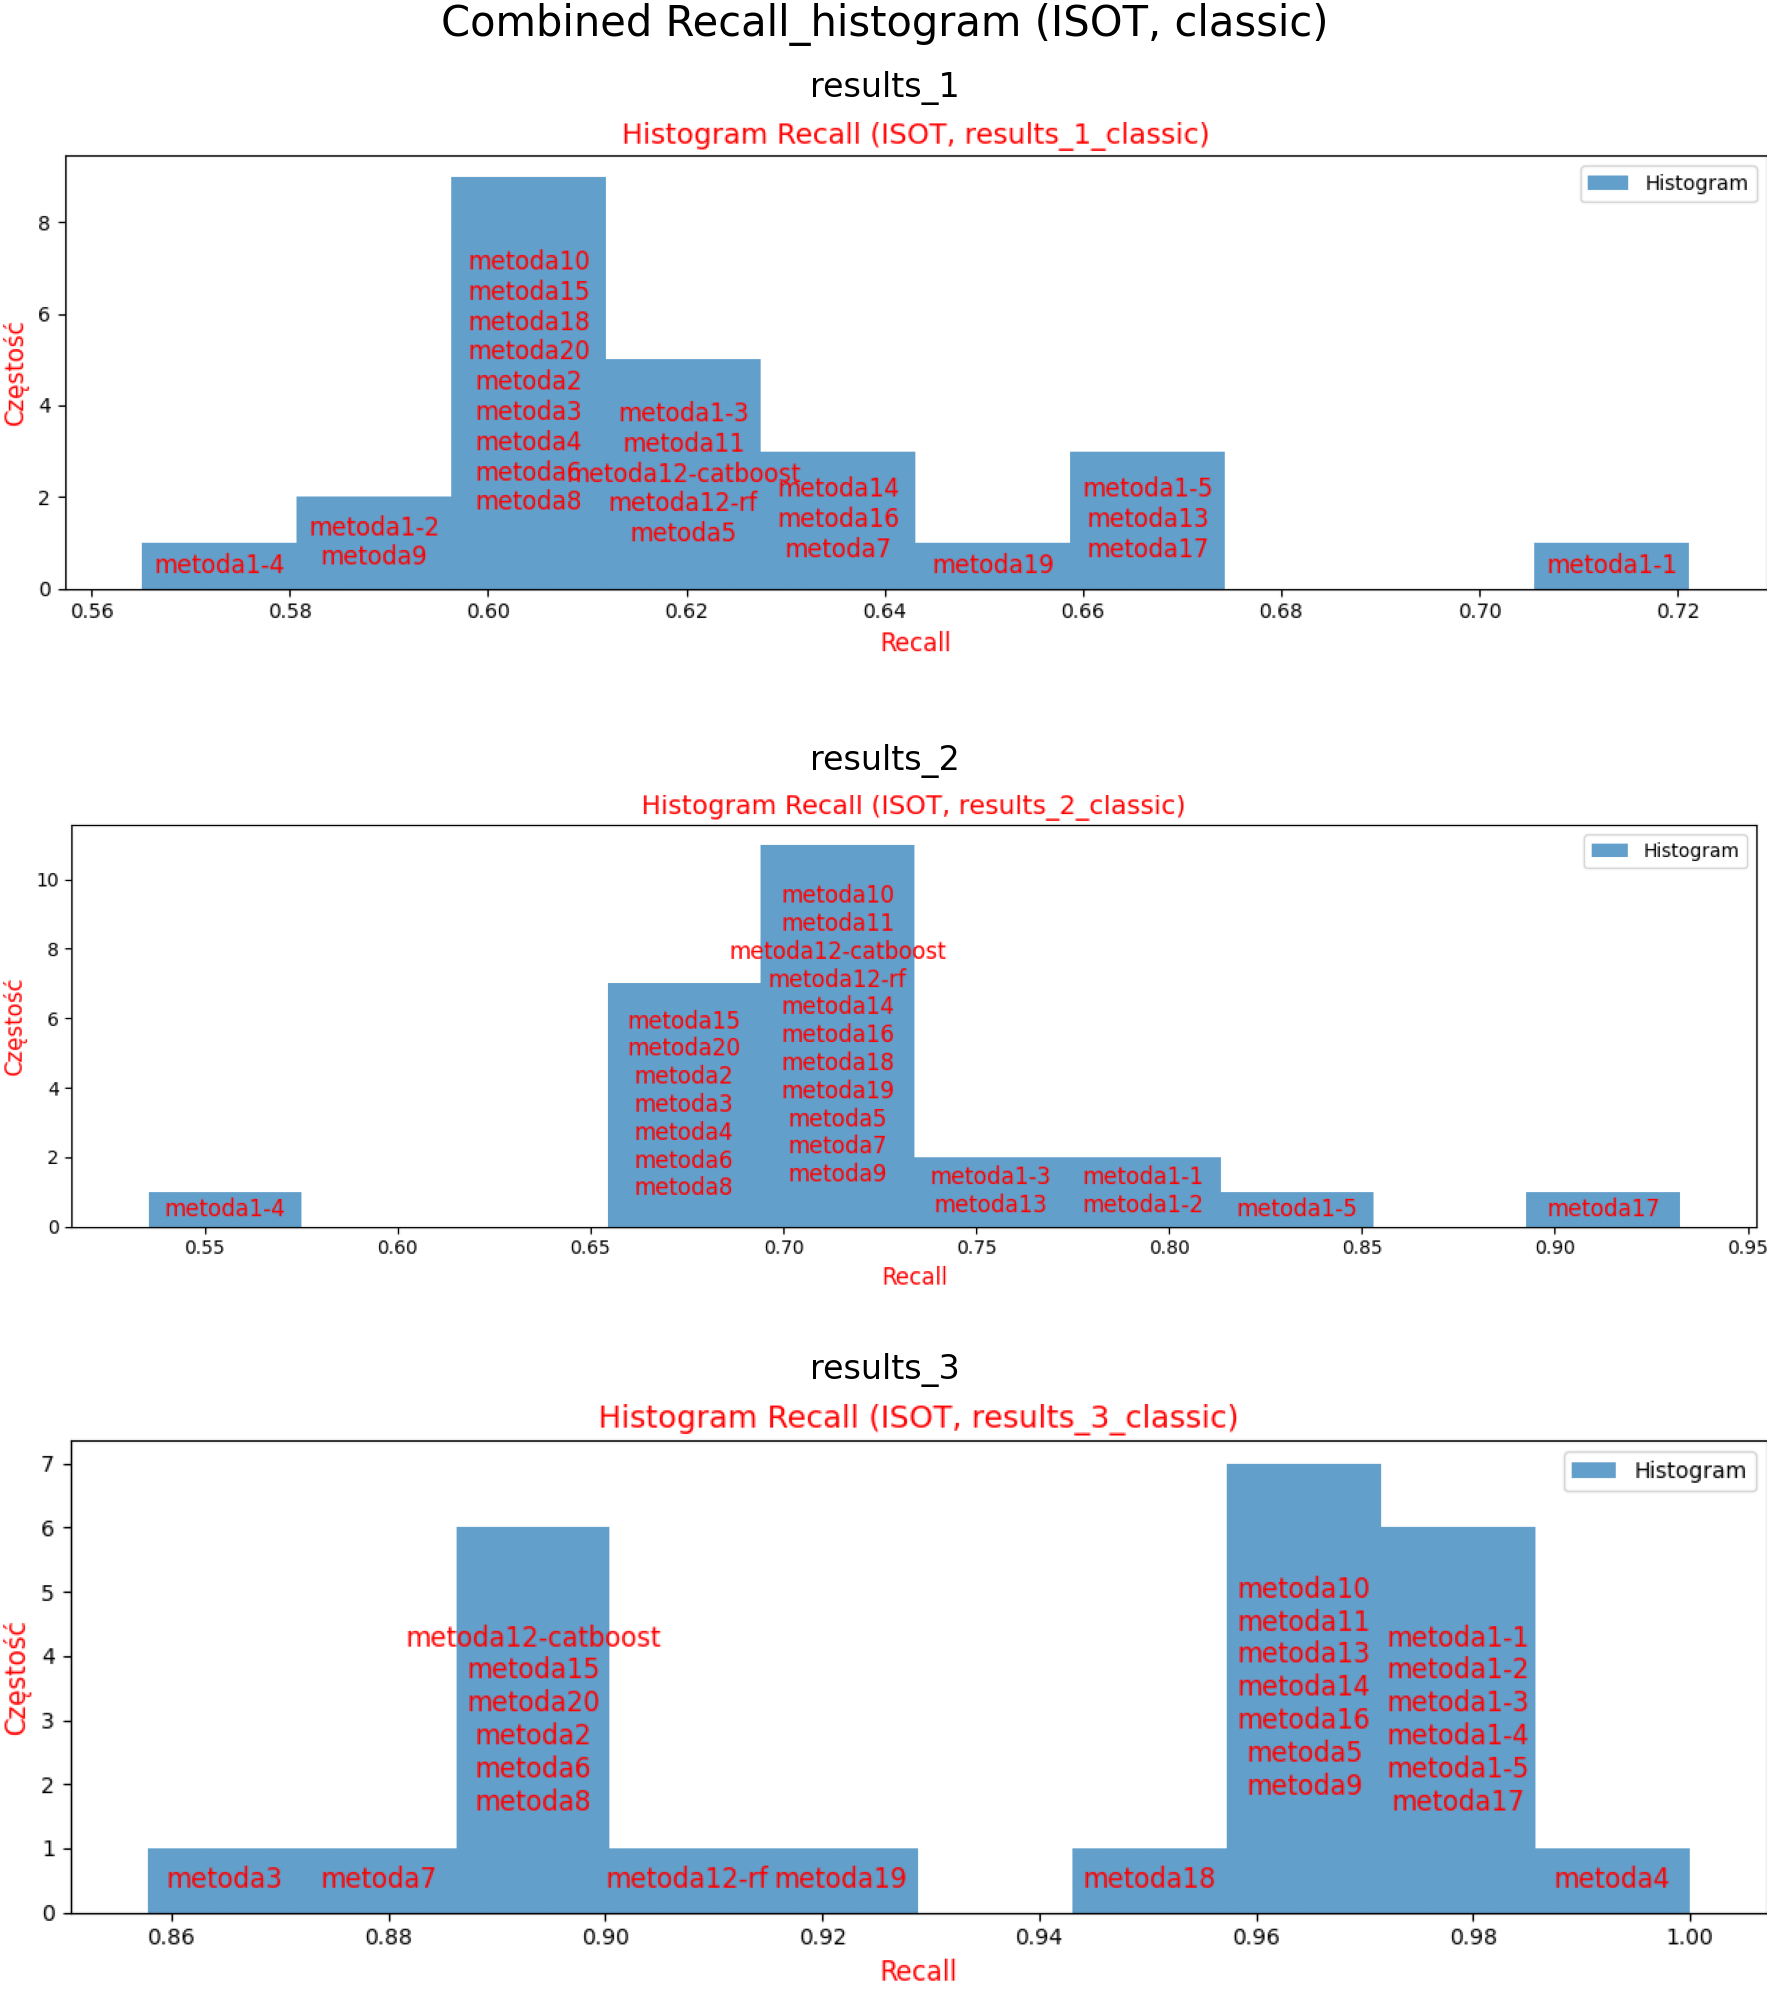 Combined Recall_histogram (ISOT, classic)
results_1
Histogram Recall (ISOT, results_1_classic)
Histogram
Częstość
8
6
4
2
0
metoda1-4
metoda1-2
metoda9
metoda10
metoda15
metoda18
metoda20
metoda2
metoda3
metoda4
metoda6
metoda8
metoda1-3
metoda11
metoda12-catboost
metoda12-rf
metoda5
metoda14
metoda16
metoda7
metoda19
metoda1-5
metoda13
metoda17
metoda1-1
0.56 0.58 0.60 0.62 0.64 0.66 0.68 0.70 0.72
Recall
results_2
Histogram Recall (ISOT, results_2_classic)
Histogram
Częstość
10
8
6
4
2
0
metoda1-4
metoda15
metoda20
metoda2
metoda3
metoda4
metoda6
metoda8
metoda10
metoda11
metoda12-catboost
metoda12-rf
metoda14
metoda16
metoda18
metoda19
metoda5
metoda7
metoda9
metoda1-3
metoda13
metoda1-1
metoda1-2
metoda1-5
metoda17
0.55 0.60 0.65 0.70 0.75 0.80 0.85 0.90 0.95
Recall
results_3
Histogram Recall (ISOT, results_3_classic)
Histogram
Częstość
7
6
5
4
3
2
1
0
metoda3
metoda7
metoda12-catboost
metoda15
metoda20
metoda2
metoda6
metoda8
metoda12-rf
metoda19
metoda18
metoda10
metoda11
metoda13
metoda14
metoda16
metoda5
metoda9
metoda1-1
metoda1-2
metoda1-3
metoda1-4
metoda1-5
metoda17
metoda4
0.86 0.88 0.90 0.92 0.94 0.96 0.98 1.00
Recall